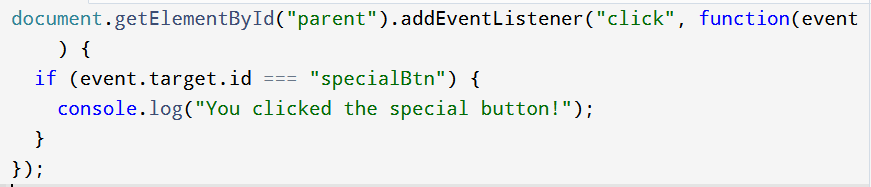 document.getElementById("parent").addEventListener("click", function(event
    ) {
  if (event.target.id === "specialBtn") {
    console.log("You clicked the special button!");
  }
});